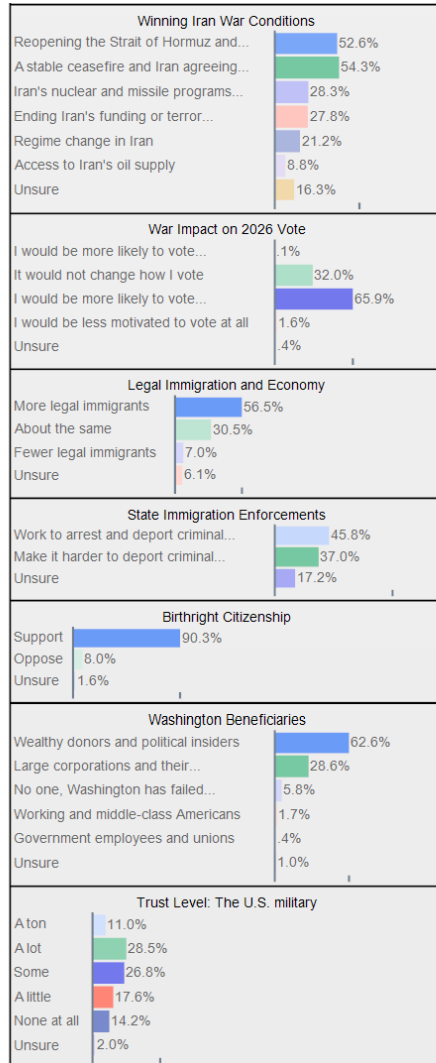 Winning Iran War Conditions
Reopening the Strait of Hormuz and... 52.6%
A stable ceasefire and Iran agreeing... 54.3%
Iran's nuclear and missile programs... 28.3%
Ending Iran's funding or terror... 27.8%
Regime change in Iran 21.2%
Access to Iran's oil supply 8.8%
Unsure 16.3%
War Impact on 2026 Vote
I would be more likely to vote... .1%
It would not change how I vote 32.0%
I would be more likely to vote... 65.9%
I would be less motivated to vote at all 1.6%
Unsure .4%
Legal Immigration and Economy
More legal immigrants 56.5%
About the same 30.5%
Fewer legal immigrants 7.0%
Unsure 6.1%
State Immigration Enforcements
Work to arrest and deport criminal... 45.8%
Make it harder to deport criminal... 37.0%
Unsure 17.2%
Birthright Citizenship
Support 90.3%
Oppose 8.0%
Unsure 1.6%
Washington Beneficiaries
Wealthy donors and political insiders 62.6%
Large corporations and their... 28.6%
No one, Washington has failed... 5.8%
Working and middle-class Americans 1.7%
Government employees and unions .4%
Unsure 1.0%
Trust Level: The U.S. military
A ton 11.0%
A lot 28.5%
Some 26.8%
A little 17.6%
None at all 14.2%
Unsure 2.0%